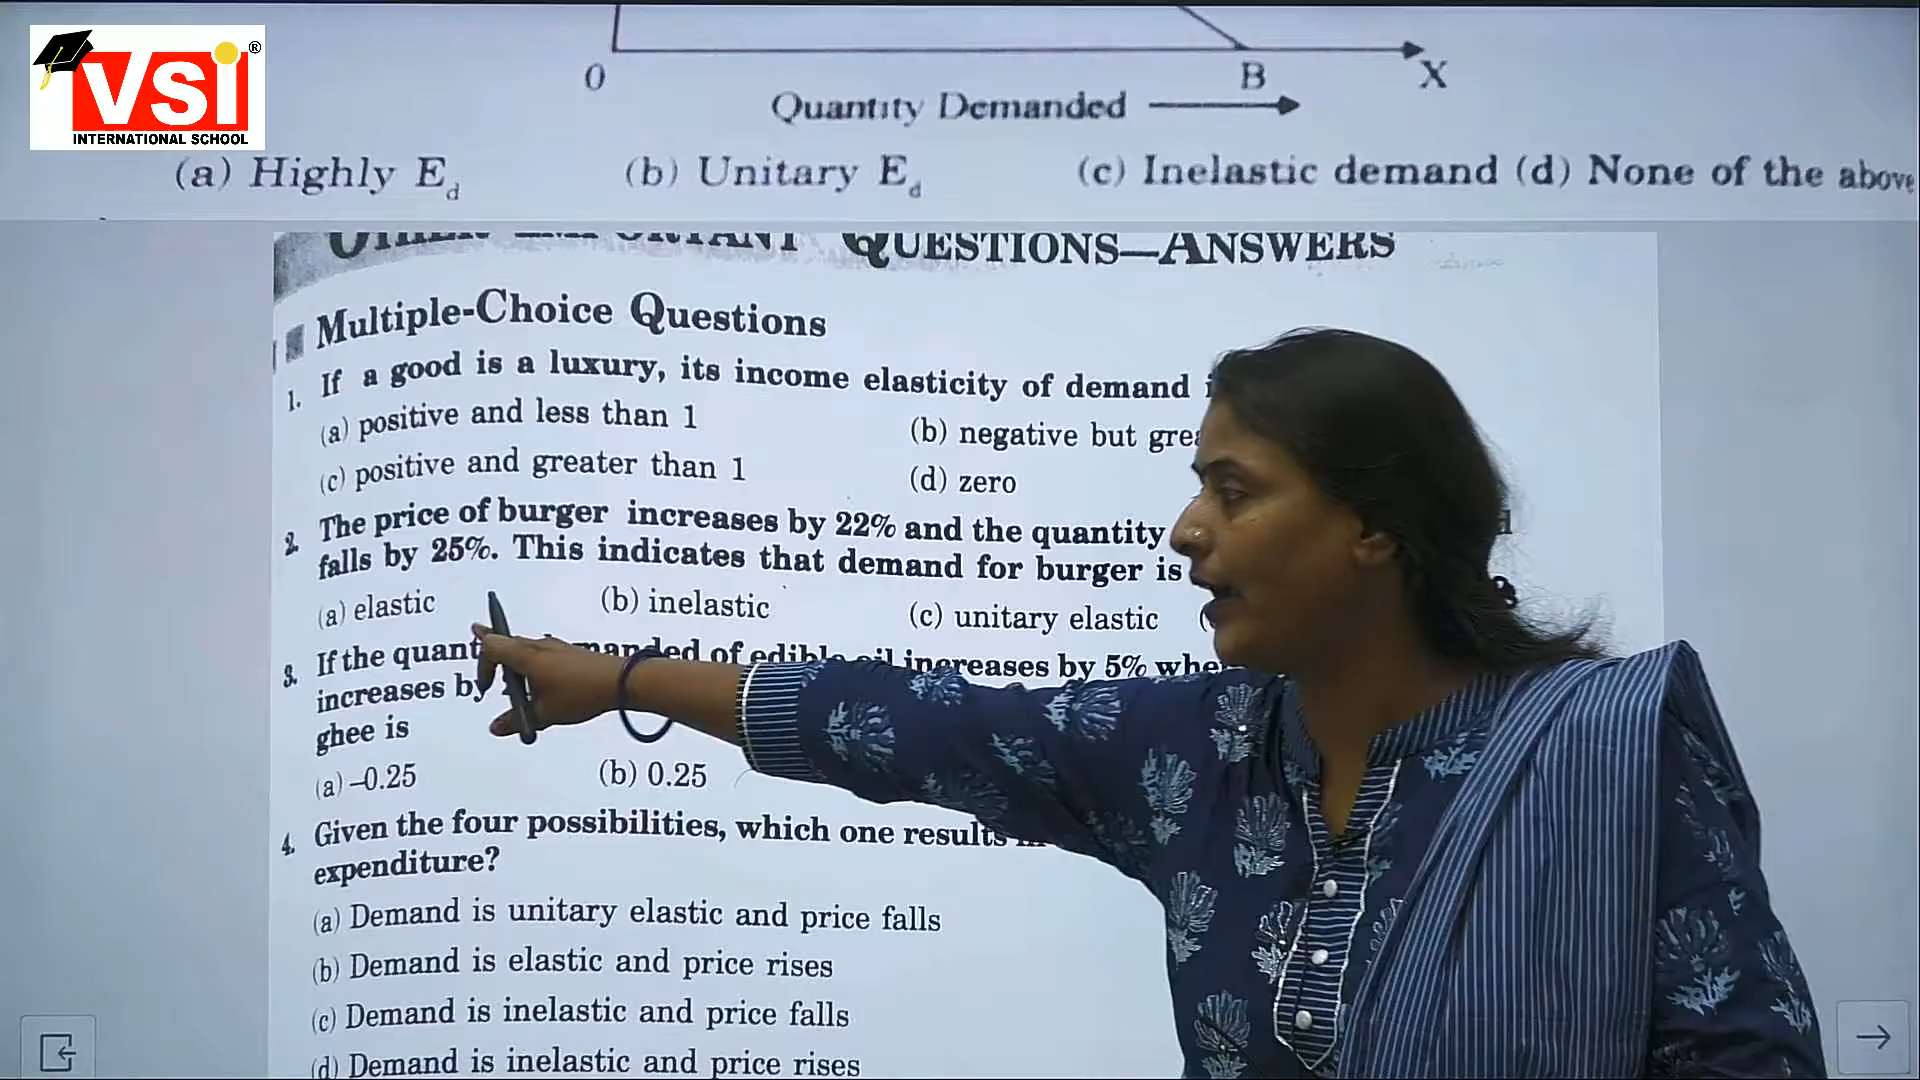 VSI ®
INTERNATIONAL SCHOOL
0 B X
Quantity Demanded
(a) Highly Ed (b) Unitary Ed (c) Inelastic demand (d) None of the above
QUESTIONS—ANSWERS
Multiple-Choice Questions
1. If a good is a luxury, its income elasticity of demand
(a) positive and less than 1 (b) negative but
(c) positive and greater than 1 (d) zero
2. The price of burger increases by 22% and the quantity
falls by 25%. This indicates that demand for burger is
(a) elastic (b) inelastic (c) unitary elastic
3. If the of edible oil increases by 5%
increases by
ghee is
(a) –0.25 (b) 0.25
4. Given the four possibilities, which one results
expenditure?
(a) Demand is unitary elastic and price falls
(b) Demand is elastic and price rises
(c) Demand is inelastic and price falls
(d) Demand is inelastic and price rises